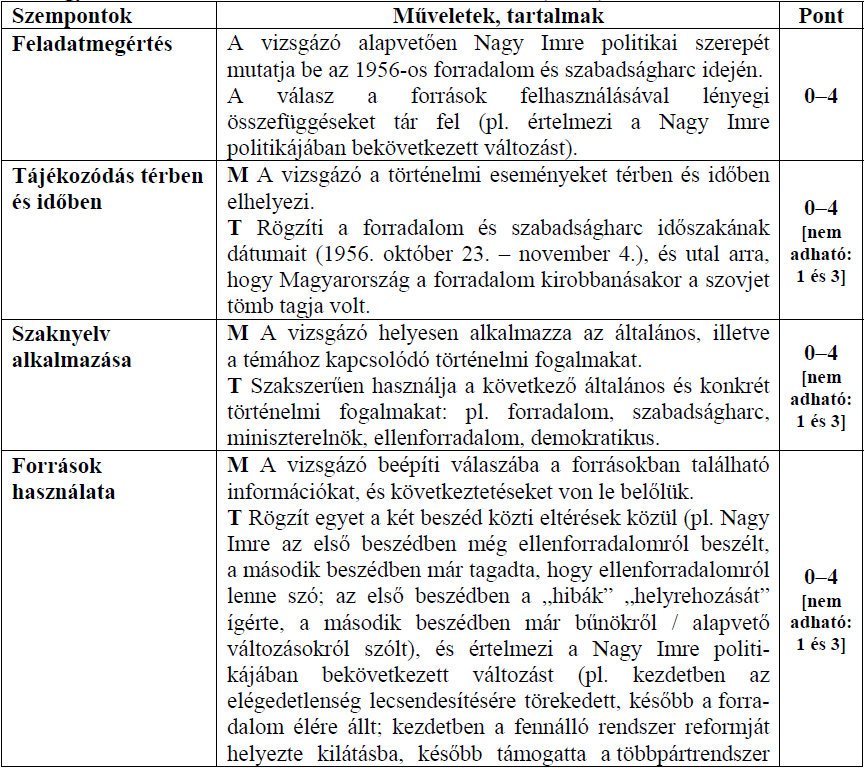 Szempontok Műveletek, tartalmak Pont
Feladatmegértés
A vizsgázó alapvetően Nagy Imre politikai szerepét
mutatja be az 1956-os forradalom és szabadságharc idején.
A válasz a források felhasználásával lényegi
összefüggéseket tár fel (pl. értelmezi a Nagy Imre
politikájában bekövetkezett változást).
0–4
Tájékozódás térben
és időben
M A vizsgázó a történelmi eseményeket térben és időben
elhelyezi.
T Rögzíti a forradalom és szabadságharc időszakának
dátumait (1956. október 23. – november 4.), és utal arra,
hogy Magyarország a forradalom kirobbanásakor a szovjet
tömb tagja volt.
0–4
[nem
adható:
1 és 3]
Szaknyelv
alkalmazása
M A vizsgázó helyesen alkalmazza az általános, illetve
a témához kapcsolódó történelmi fogalmakat.
T Szakszerűen használja a következő általános és konkrét
történelmi fogalmakat: pl. forradalom, szabadságharc,
miniszterelnök, ellenforradalom, demokratikus.
0–4
[nem
adható:
1 és 3]
Források
használata
M A vizsgázó beépíti válaszába a forrásokban található
információkat, és következtetéseket von le belőlük.
T Rögzít egyet a két beszéd közti eltérések közül (pl. Nagy
Imre az első beszédben még ellenforradalomról beszélt,
a második beszédben már tagadta, hogy ellenforradalomról
lenne szó; az első beszédben a „hibák” „helyrehozását”
ígérte, a második beszédben már bűnökről / alapvető
változásokról szólt), és értelmezi a Nagy Imre politi-
kájában bekövetkezett változást (pl. kezdetben az
elégedetlenség lecsendesítésére törekedett, később a forra-
dalom élére állt; kezdetben a fennálló rendszer reformját
helyezte kilátásba, később támogatta a többpártrendszer
0–4
[nem
adható:
1 és 3]